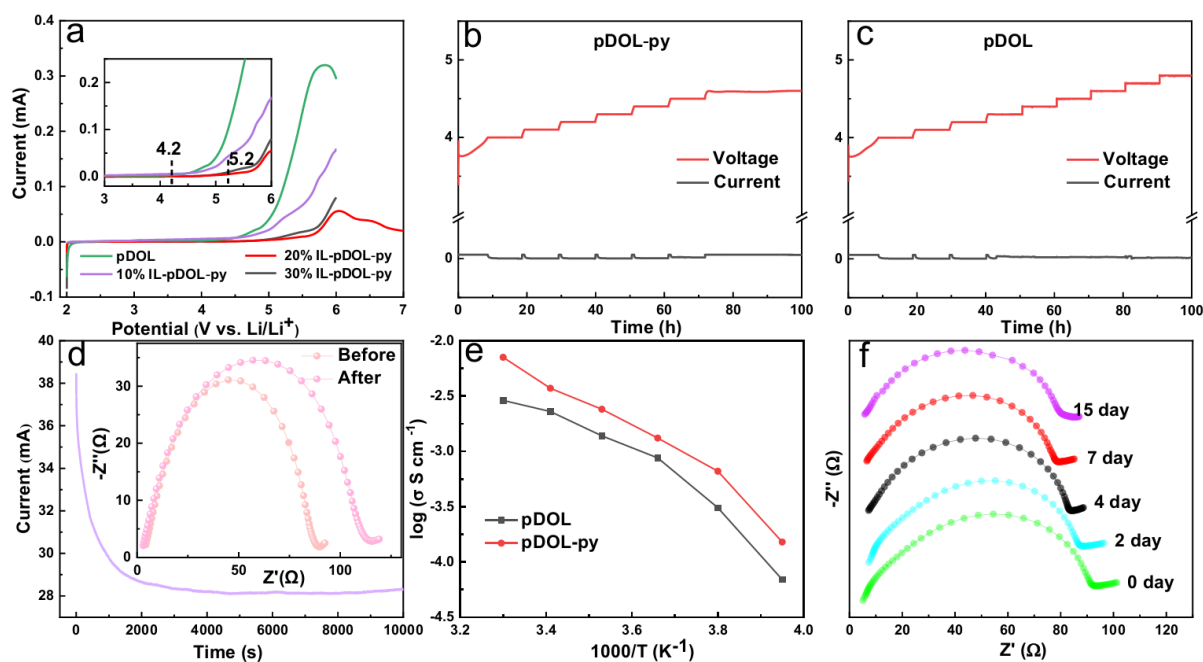 a
0.4
0.3
0.2
0.1
0.0
-0.1
Current (mA)
0.2
0.1
0.0
4.2
5.2
3 4 5 6
pDOL
10% IL-pDOL-py
20% IL-pDOL-py
30% IL-pDOL-py
2 3 4 5 6 7
Potential (V vs. Li/Li+)
b
pDOL-py
5
4
0
Voltage
Current
0 20 40 60 80 100
Time (h)
c
pDOL
5
4
0
Voltage
Current
0 20 40 60 80 100
Time (h)
d
40
38
36
34
32
30
28
Current (mA)
30
25
20
15
10
5
0
-Z''(Ω)
Before
After
50 100
Z'(Ω)
0 2000 4000 6000 8000 10000
Time (s)
e
-2.0
-2.5
-3.0
-3.5
-4.0
-4.5
log (σ S cm-1)
pDOL
pDOL-py
3.2 3.4 3.6 3.8 4.0
1000/T (K-1)
f
-Z'' (Ω)
15 day
7 day
4 day
2 day
0 day
0 20 40 60 80 100 120
Z' (Ω)